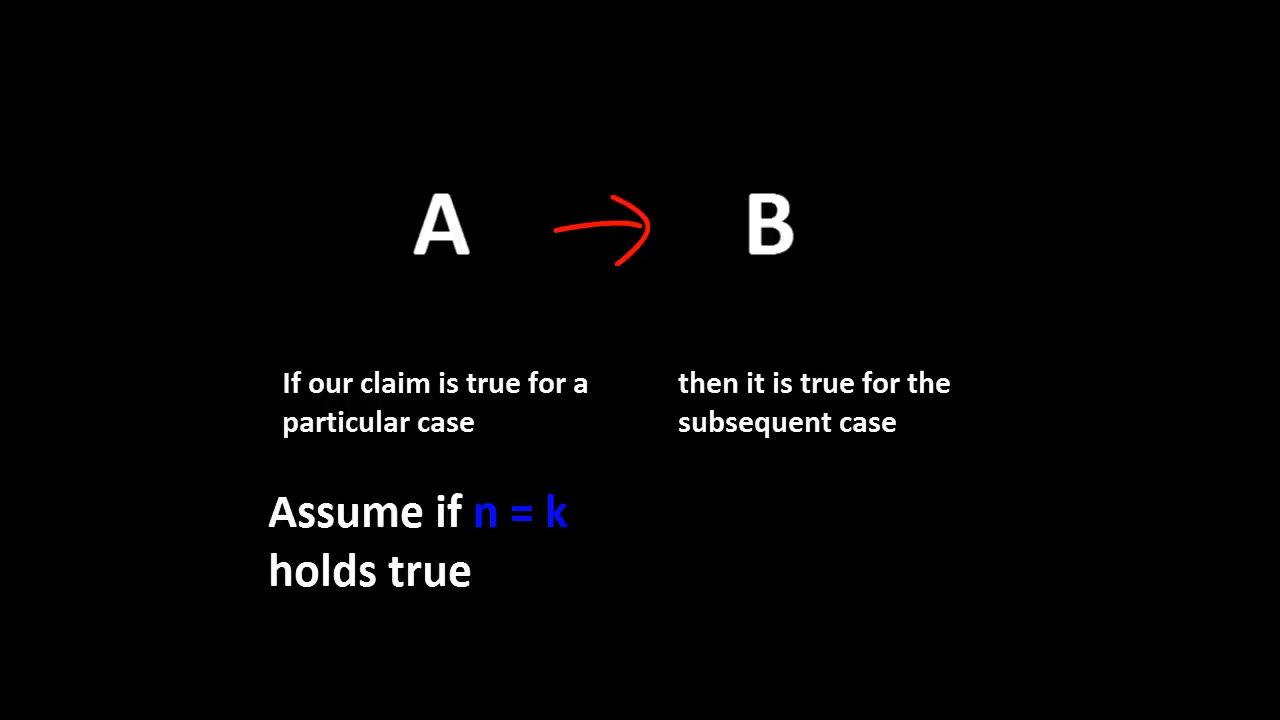 A B
If our claim is true for a
particular case
then it is true for the
subsequent case
Assume if n = k
holds true